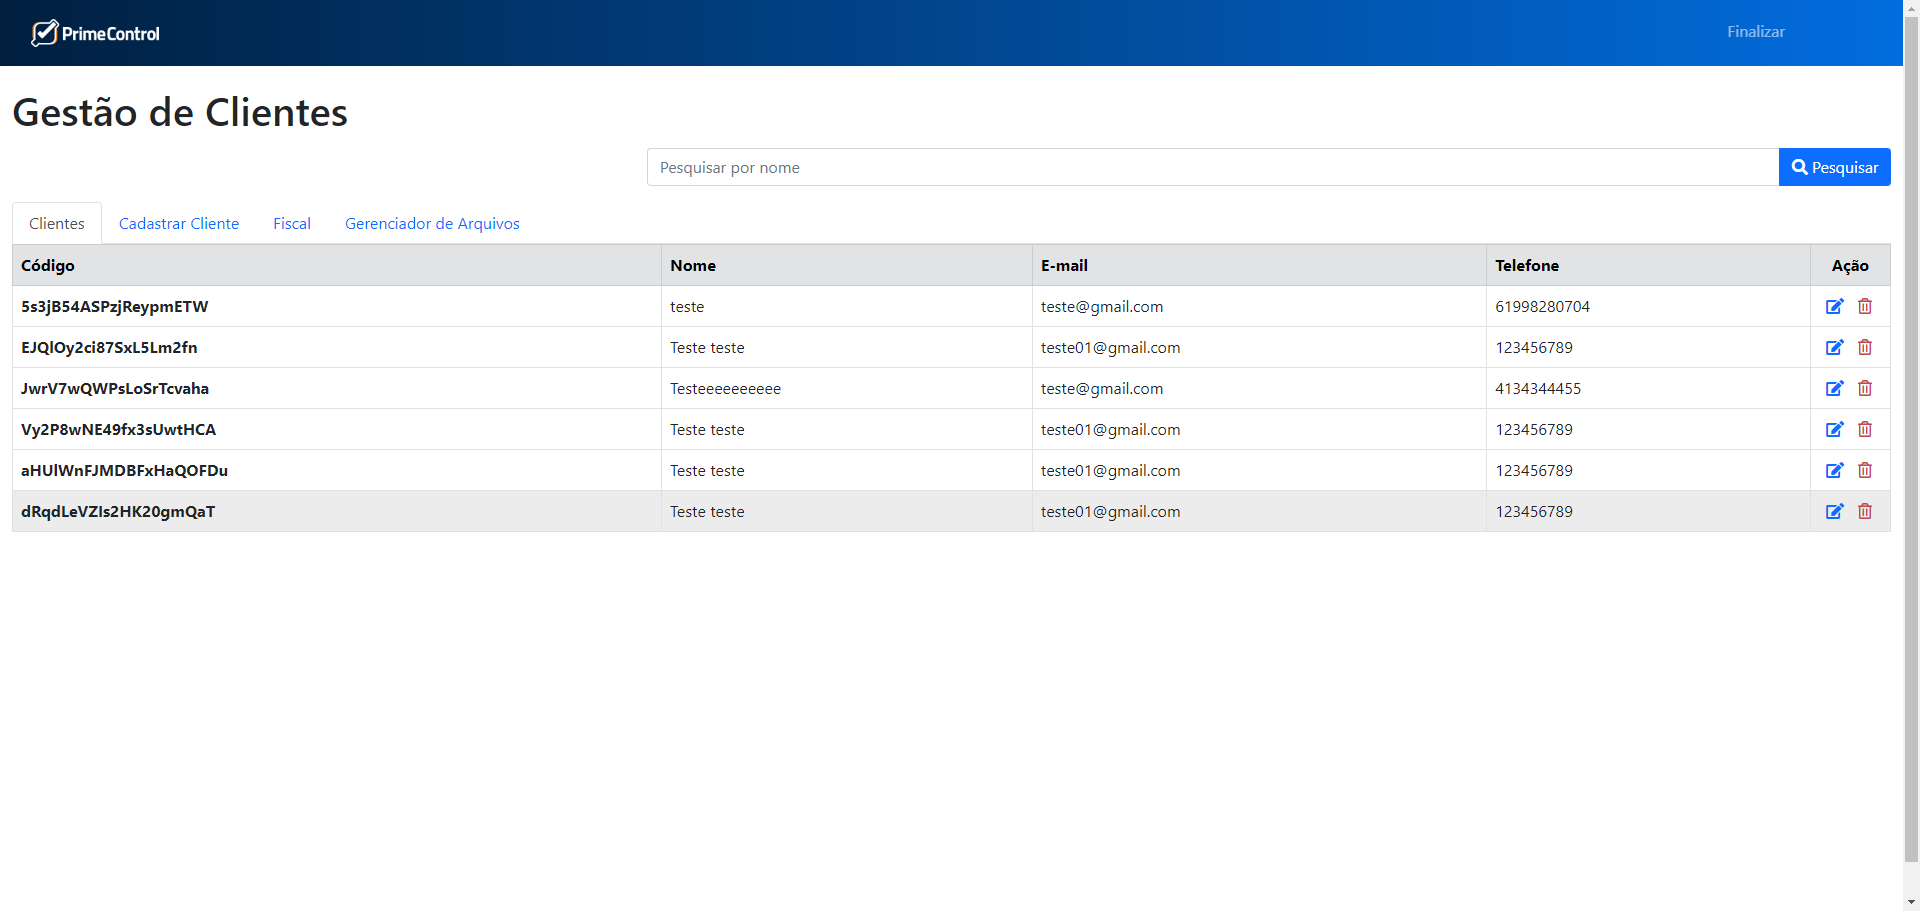 PrimeControl
Finalizar
Gestão de Clientes
Pesquisar por nome
Pesquisar
Clientes Cadastrar Cliente Fiscal Gerenciador de Arquivos
Código Nome E-mail Telefone Ação
5s3jB54ASPzjReypmETW teste teste@gmail.com 61998280704
EJQlOy2ci87SxL5Lm2fn Teste teste teste01@gmail.com 123456789
JwrV7wQWPsLoSrTcvaha Testeeeeeeeeee teste@gmail.com 4134344455
Vy2P8wNE49fx3sUwtHCA Teste teste teste01@gmail.com 123456789
aHUlWnFJMDBFxHaQOFDu Teste teste teste01@gmail.com 123456789
dRqdLeVZIs2HK20gmQaT Teste teste teste01@gmail.com 123456789